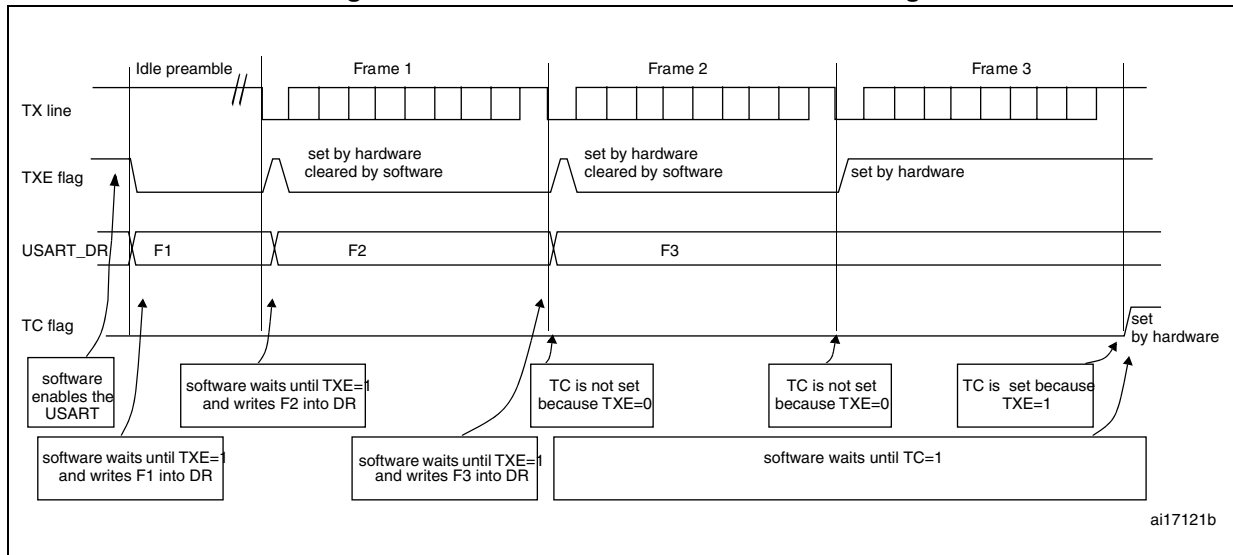 Idle preamble
Frame 1
Frame 2
Frame 3
TX line
TXE flag
set by hardware
cleared by software
set by hardware
cleared by software
set by hardware
USART_DR
F1
F2
F3
TC flag
set
by hardware
software
enables the
USART
software waits until TXE=1
and writes F2 into DR
TC is not set
because TXE=0
TC is not set
because TXE=0
TC is set because
TXE=1
software waits until TXE=1
and writes F1 into DR
software waits until TXE=1
and writes F3 into DR
software waits until TC=1
ai17121b